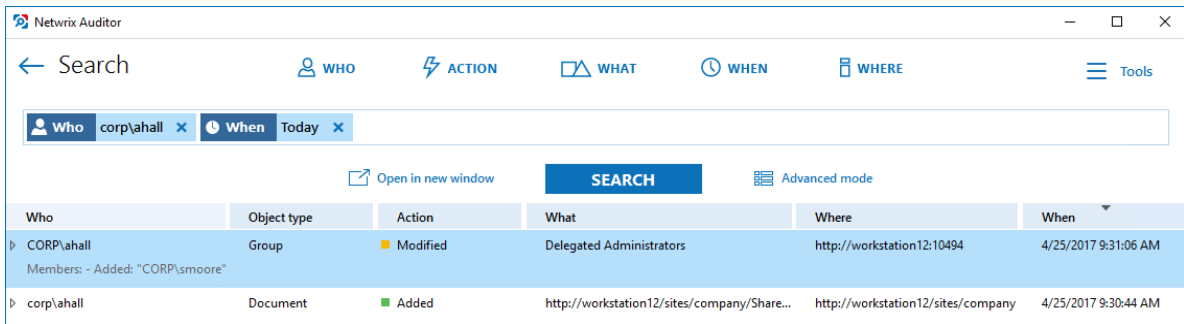 Netwrix Auditor
Search WHO ACTION WHAT WHEN WHERE Tools
Who corp\ahall When Today
Open in new window SEARCH Advanced mode
Who Object type Action What Where When
CORP\ahall Group Modified Delegated Administrators http://workstation12:10494 4/25/2017 9:31:06 AM
Members: - Added: "CORP\smoore"
corp\ahall Document Added http://workstation12/sites/company/Share... http://workstation12/sites/company 4/25/2017 9:30:44 AM